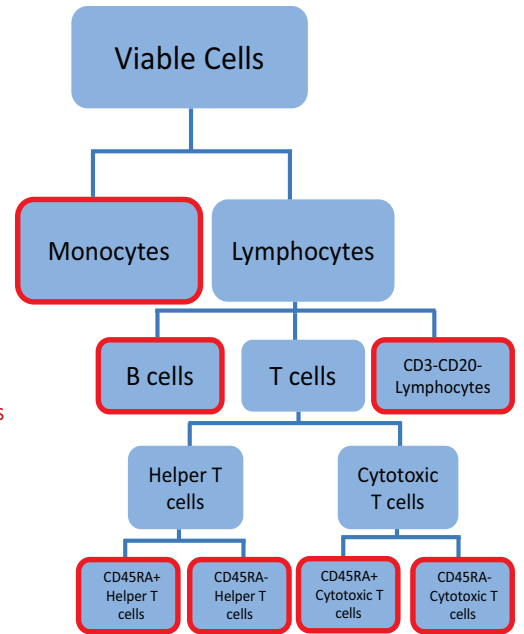 Viable Cells
Monocytes
Lymphocytes
B cells
T cells
CD3-CD20-
Lymphocytes
s
Helper T
cells
Cytotoxic
T cells
CD45RA+
Helper T
cells
CD45RA-
Helper T
cells
CD45RA+
Cytotoxic T
cells
CD45RA-
Cytotoxic T
cells